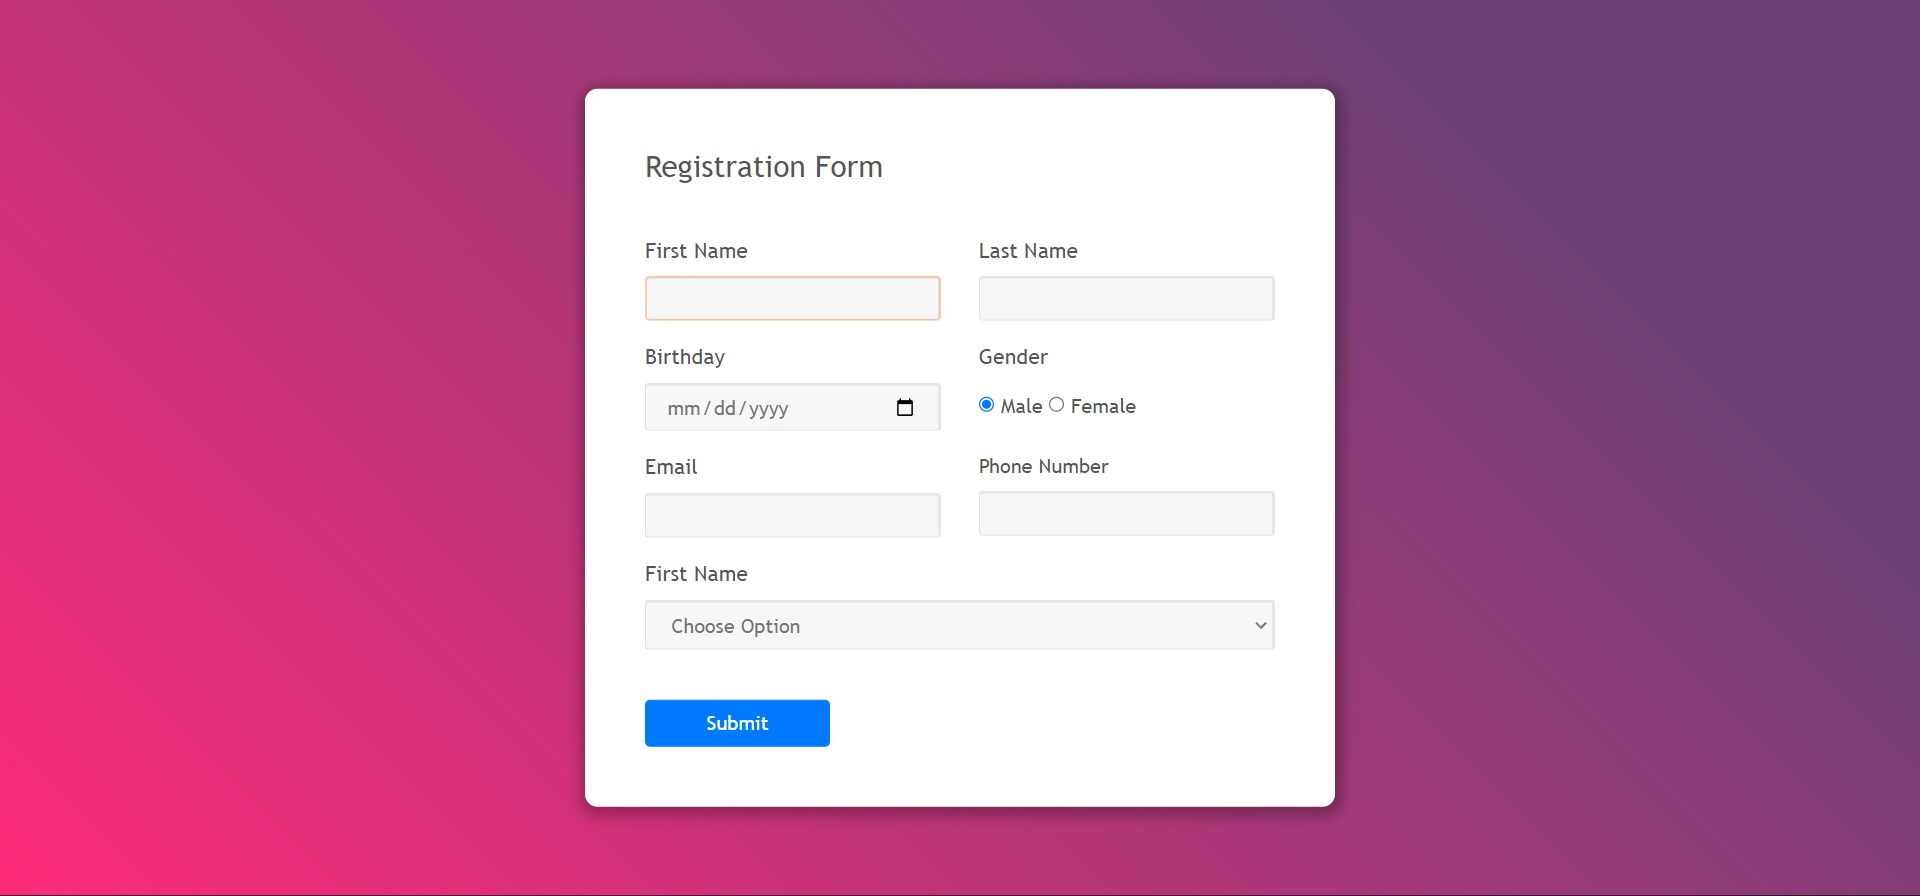 Registration Form
First Name
Last Name
Birthday
Gender
mm/dd/yyyy
Male Female
Email
Phone Number
First Name
Choose Option
Submit